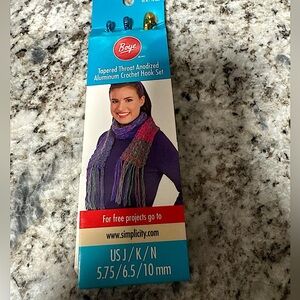 Boye
Tapered Throat Anodized
Aluminum Crochet Hook Set
For free projects go to
www.simplicity.com
US J / K / N
5.75/6.5/10 mm